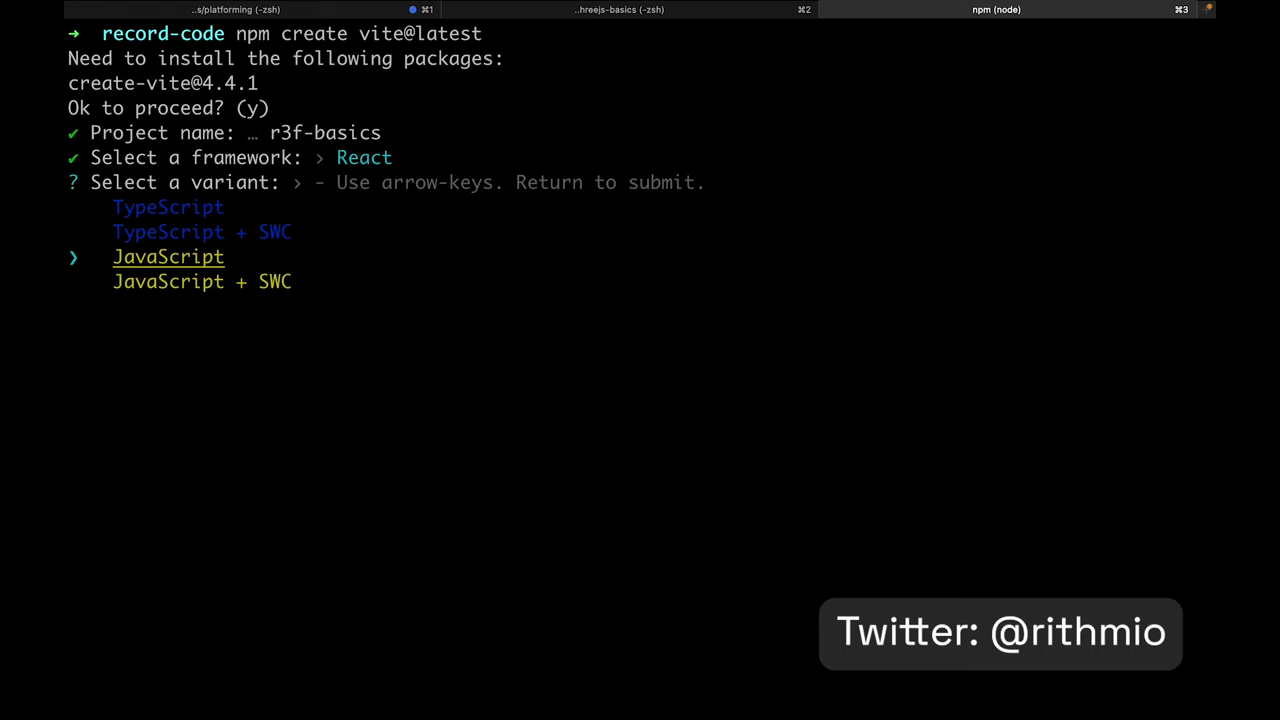 ..s/platforming (-zsh) ⌘1 ..hreejs-basics (-zsh) ⌘2 npm (node) ⌘3
➜ record-code npm create vite@latest
Need to install the following packages:
create-vite@4.4.1
Ok to proceed? (y)
✔ Project name: … r3f-basics
✔ Select a framework: › React
? Select a variant: › - Use arrow-keys. Return to submit.
TypeScript
TypeScript + SWC
❯ JavaScript
JavaScript + SWC
Twitter: @rithmio